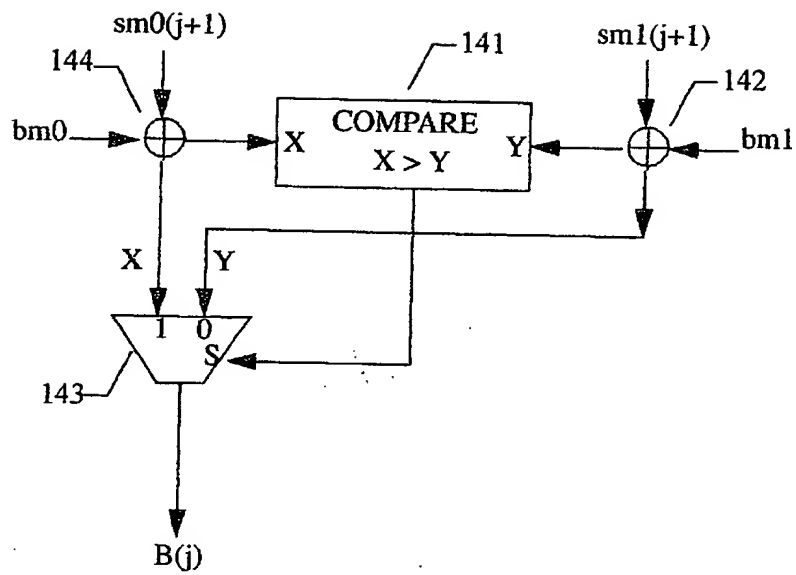 sm0(j+1)
141
sm1(j+1)
144
142
bm0
COMPARE
X
Y
bm1
X > Y
X
Y
1 0
S
143
B(j)